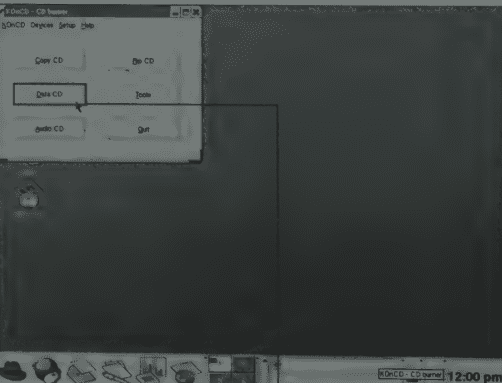 KOnCD - CD burner
KOnCD Devices Setup Help
Copy CD
Rip CD
Data CD
Tools
Audio CD
Quit
KOnCD - CD burner
12:00 pm